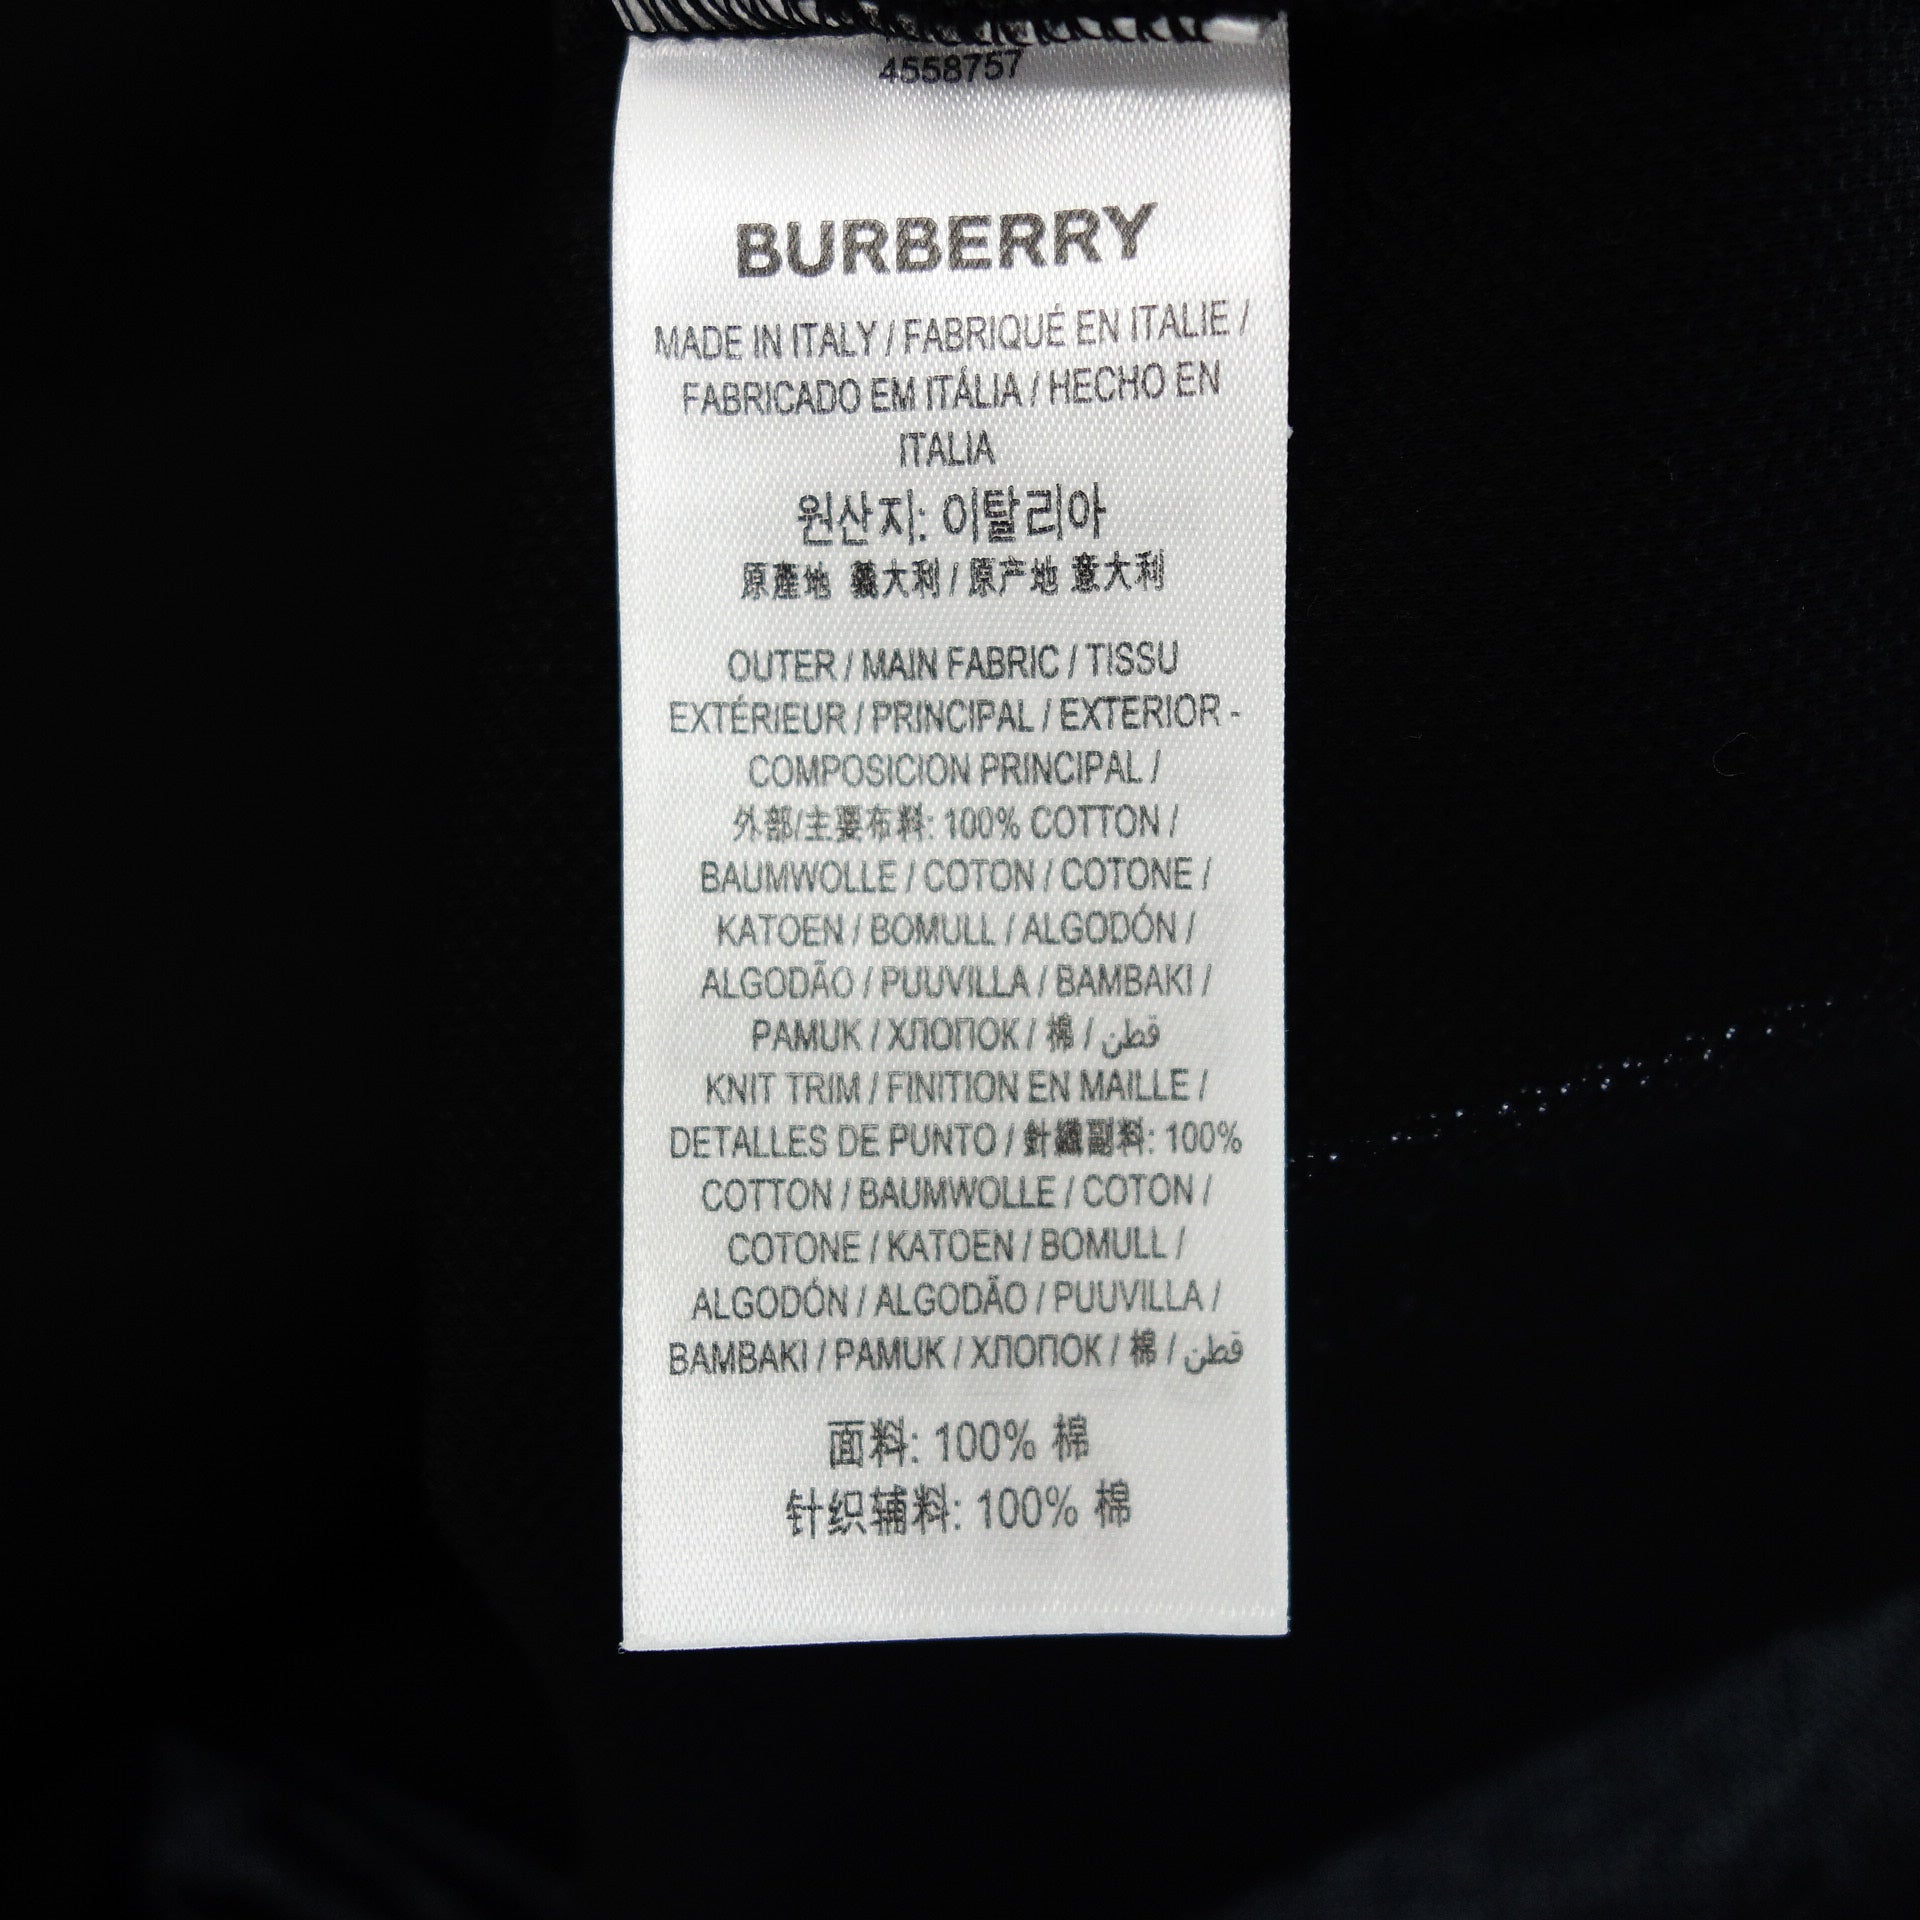 4558757
BURBERRY
MADE IN ITALY / FABRIQUÉ EN ITALIE /
FABRICADO EM ITÁLIA / HECHO EN
ITALIA
원산지: 이탈리아
原產地 義大利 / 原产地 意大利
OUTER / MAIN FABRIC / TISSU
EXTÉRIEUR / PRINCIPAL / EXTERIOR -
COMPOSICION PRINCIPAL /
外部/主要布料: 100% COTTON /
BAUMWOLLE / COTON / COTONE /
KATOEN / BOMULL / ALGODÓN /
ALGODÃO / PUUVILLA / BAMBAKI /
PAMUK / ХЛОПОК / 棉 / قطن
KNIT TRIM / FINITION EN MAILLE /
DETALLES DE PUNTO / 針織副料: 100%
COTTON / BAUMWOLLE / COTON /
COTONE / KATOEN / BOMULL /
ALGODÓN / ALGODÃO / PUUVILLA /
BAMBAKI / PAMUK / ХЛОПОК / 棉 / قطن
面料: 100% 棉
针织辅料: 100% 棉